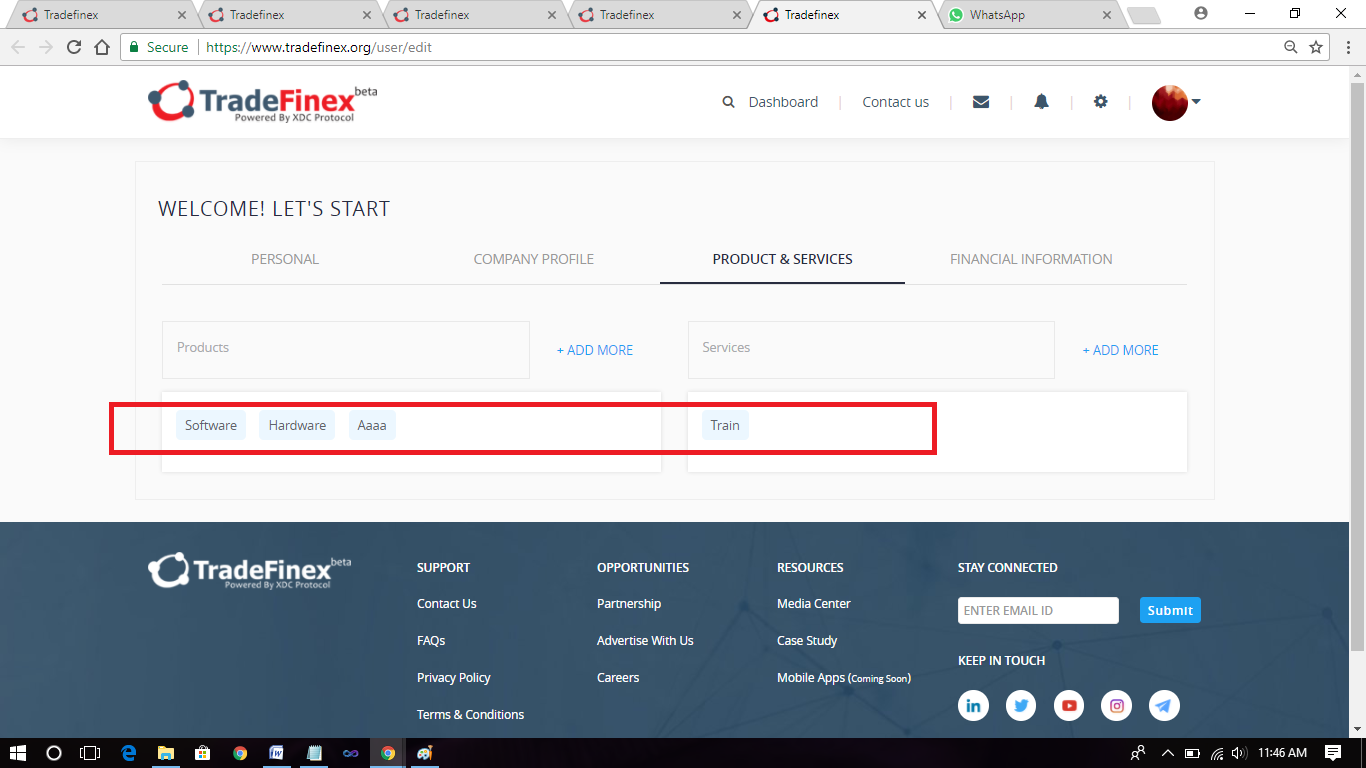 Tradefinex Tradefinex Tradefinex Tradefinex Tradefinex WhatsApp
Secure https://www.tradefinex.org/user/edit
TradeFinex beta
Powered By XDC Protocol
Dashboard | Contact us | | | |
WELCOME! LET'S START
PERSONAL COMPANY PROFILE PRODUCT & SERVICES FINANCIAL INFORMATION
Products + ADD MORE Services + ADD MORE
Software Hardware Aaaa Train
TradeFinex beta
Powered By XDC Protocol
SUPPORT OPPORTUNITIES RESOURCES STAY CONNECTED
Contact Us Partnership Media Center ENTER EMAIL ID Submit
FAQs Advertise With Us Case Study
KEEP IN TOUCH
Privacy Policy Careers Mobile Apps (Coming Soon)
Terms & Conditions
11:46 AM